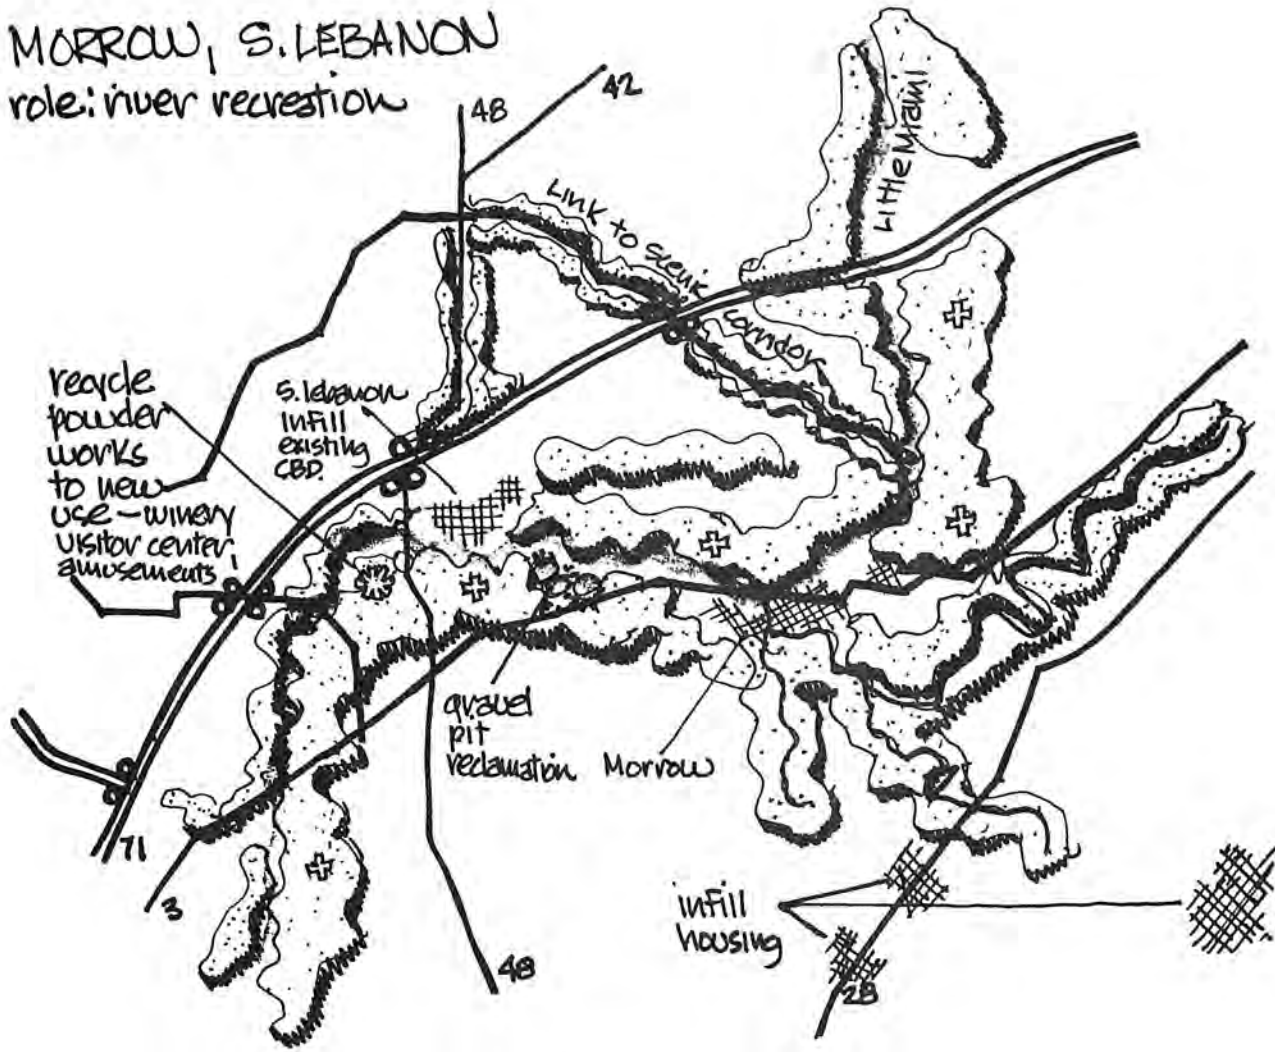 MORROW, S. LEBANON
role: river recreation
48
42
Little Miami
Link to scenic corridor
recycle
powder
works
to new
use - winery
visitor center,
amusements
S. lebanon
infill
existing
CBD.
gravel
pit
reclamation
Morrow
71
3
48
infill
housing
28